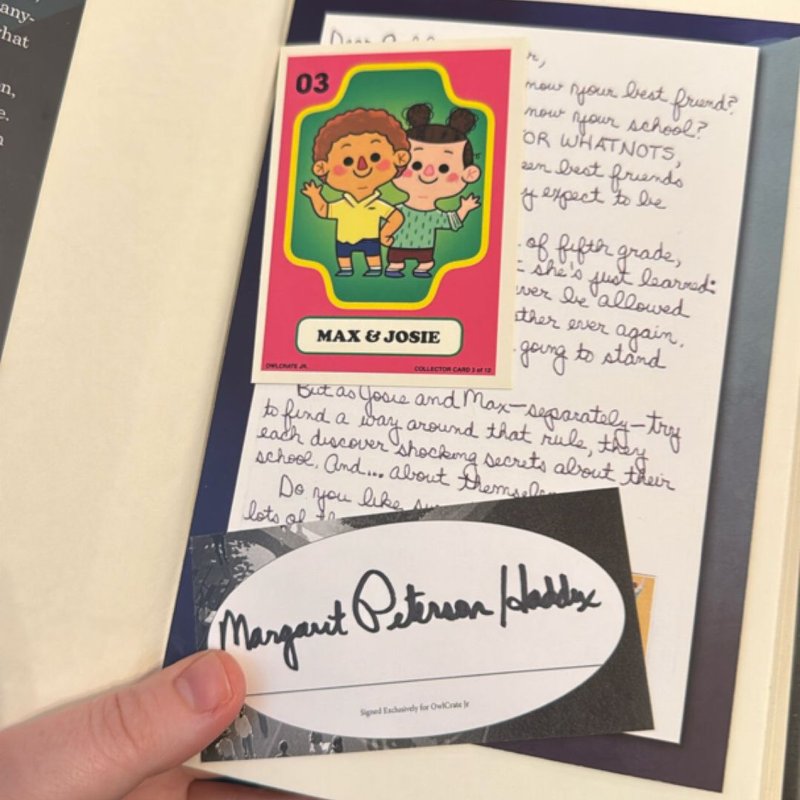 any-
hat
n,
e.
n
Dear
r,
now your best friend?
now your school?
OR WHATNOTS,
een best friends
y expect to be
of fifth grade,
t she's just learned:
ver be allowed
ther ever again.
going to stand
But as Josie and Max—separately—try
to find a way around that rule, they
each discover shocking secrets about their
school. And... about themselves
Do you like
lots of
03
MAX & JOSIE
OWLCRATE JR.
COLLECTOR CARD 3 of 12
Margaret Peterson Haddix
Signed Exclusively for OwlCrate Jr